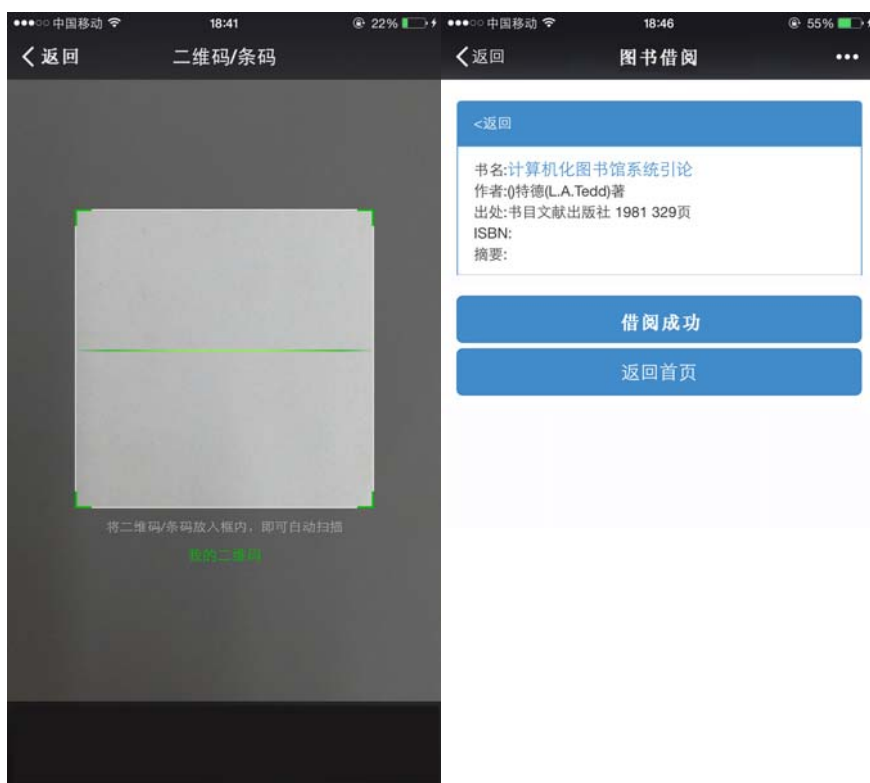 中国移动 18:41 22%
返回 二维码/条码
将二维码/条码放入框内，即可自动扫描
我的二维码
中国移动 18:46 55%
返回 图书借阅
<返回
书名:计算机化图书馆系统引论
作者:()特德(L.A.Tedd)著
出处:书目文献出版社 1981 329页
ISBN:
摘要:
借阅成功
返回首页